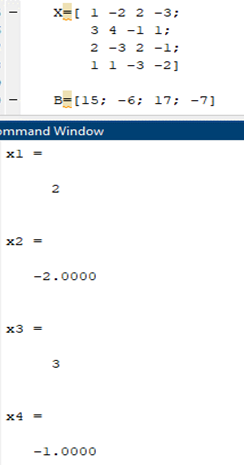 X=[ 1 -2 2 -3;
3 4 -1 1;
2 -3 2 -1;
1 1 -3 -2]
B=[15; -6; 17; -7]
ommand Window
x1 =
2
x2 =
-2.0000
x3 =
3
x4 =
-1.0000